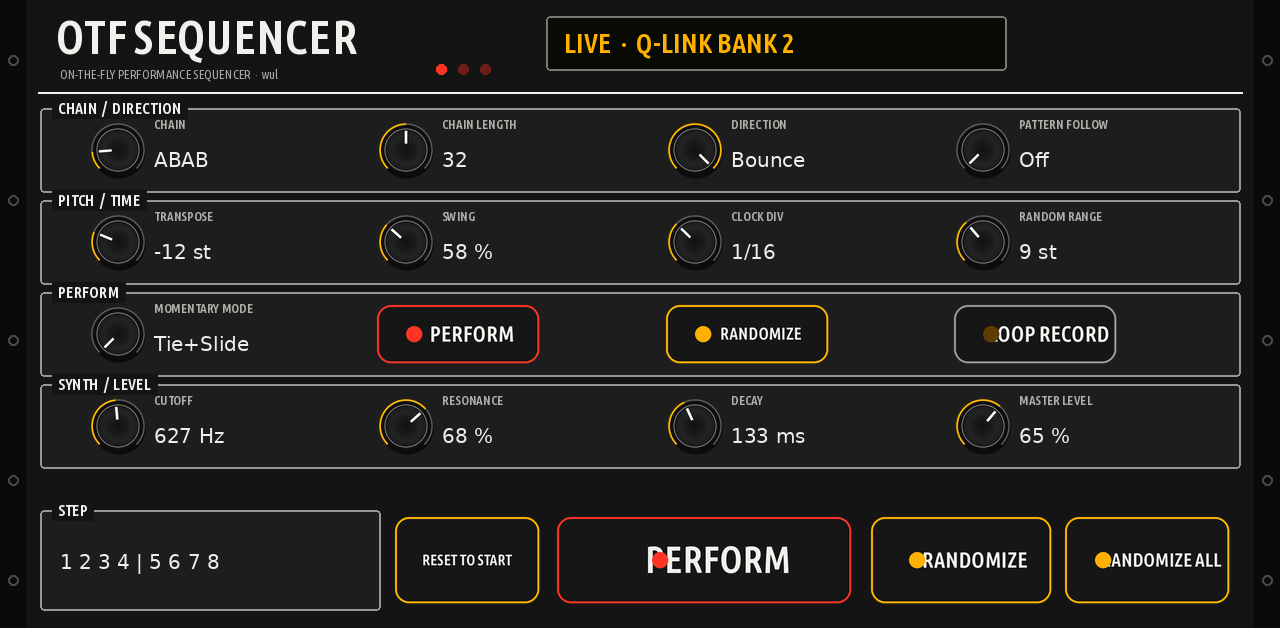 OTF SEQUENCER
LIVE · Q-LINK BANK 2
ON-THE-FLY PERFORMANCE SEQUENCER · wul
CHAIN / DIRECTION
CHAIN
ABAB
CHAIN LENGTH
32
DIRECTION
Bounce
PATTERN FOLLOW
Off
PITCH / TIME
TRANSPOSE
-12 st
SWING
58 %
CLOCK DIV
1/16
RANDOM RANGE
9 st
PERFORM
MOMENTARY MODE
Tie+Slide
PERFORM
RANDOMIZE
LOOP RECORD
SYNTH / LEVEL
CUTOFF
627 Hz
RESONANCE
68 %
DECAY
133 ms
MASTER LEVEL
65 %
STEP
1 2 3 4 | 5 6 7 8
RESET TO START
PERFORM
RANDOMIZE
RANDOMIZE ALL